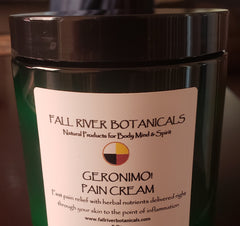 FALL RIVER BOTANICALS
Natural Products for Body Mind & Spirit
GERONIMO!
PAIN CREAM
Fast pain relief with herbal nutrients delivered right
through your skin to the point of inflammation
www.fallriverbotanicals.com